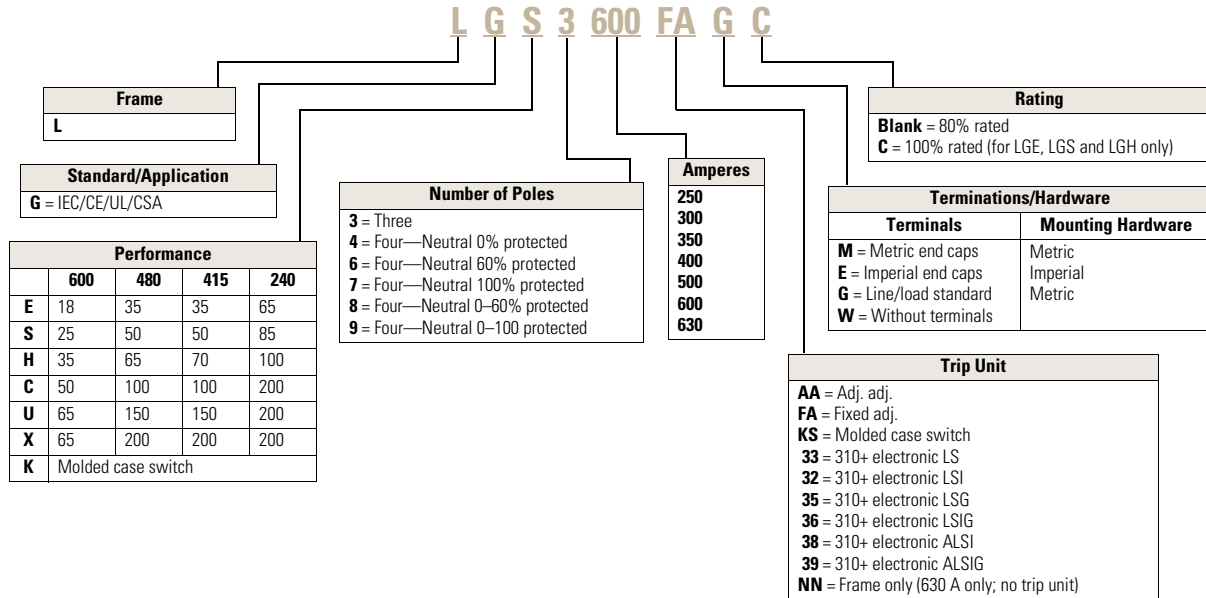 L G S 3 600 FA G C
Frame
L
Standard/Application
G = IEC/CE/UL/CSA
Performance
600 480 415 240
E 18 35 35 65
S 25 50 50 85
H 35 65 70 100
C 50 100 100 200
U 65 150 150 200
X 65 200 200 200
K Molded case switch
Number of Poles
3 = Three
4 = Four—Neutral 0% protected
6 = Four—Neutral 60% protected
7 = Four—Neutral 100% protected
8 = Four—Neutral 0–60% protected
9 = Four—Neutral 0–100 protected
Amperes
250
300
350
400
500
600
630
Rating
Blank = 80% rated
C = 100% rated (for LGE, LGS and LGH only)
Terminations/Hardware
Terminals Mounting Hardware
M = Metric end caps Metric
E = Imperial end caps Imperial
G = Line/load standard Metric
W = Without terminals
Trip Unit
AA = Adj. adj.
FA = Fixed adj.
KS = Molded case switch
33 = 310+ electronic LS
32 = 310+ electronic LSI
35 = 310+ electronic LSG
36 = 310+ electronic LSIG
38 = 310+ electronic ALSI
39 = 310+ electronic ALSIG
NN = Frame only (630 A only; no trip unit)